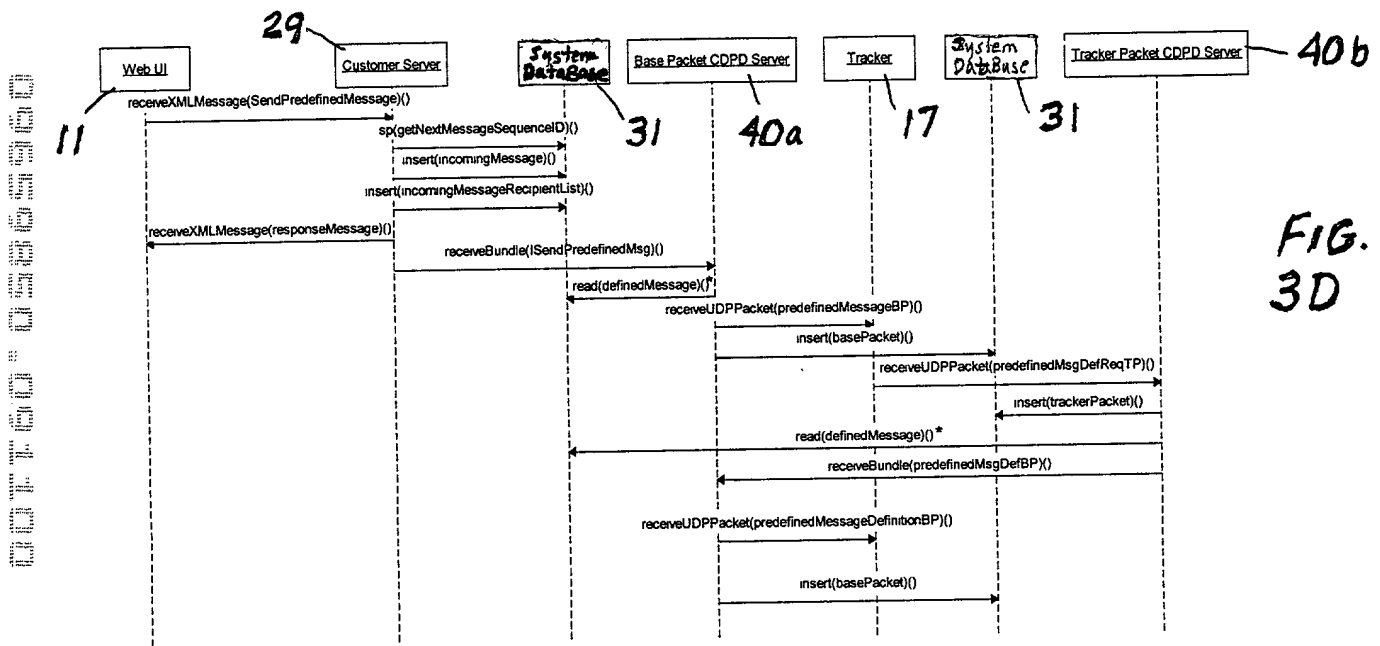 29
40b
Web UI
Customer Server
System DataBase
Base Packet CDPD Server
Tracker
System DataBase
Tracker Packet CDPD Server
11
31
40a
17
31
receiveXMLMessage(SendPredefinedMessage)()
sp(getNextMessageSequenceID)()
insert(incomingMessage)()
insert(incomingMessageRecipientList)()
receiveXMLMessage(responseMessage)()
receiveBundle(ISendPredefinedMsg)()
read(definedMessage)()*
receiveUDPPacket(predefinedMessageBP)()
insert(basePacket)()
receiveUDPPacket(predefinedMsgDefReqTP)()
insert(trackerPacket)()
read(definedMessage)()*
receiveBundle(predefinedMsgDefBP)()
receiveUDPPacket(predefinedMessageDefinitionBP)()
insert(basePacket)()
FIG.
3D